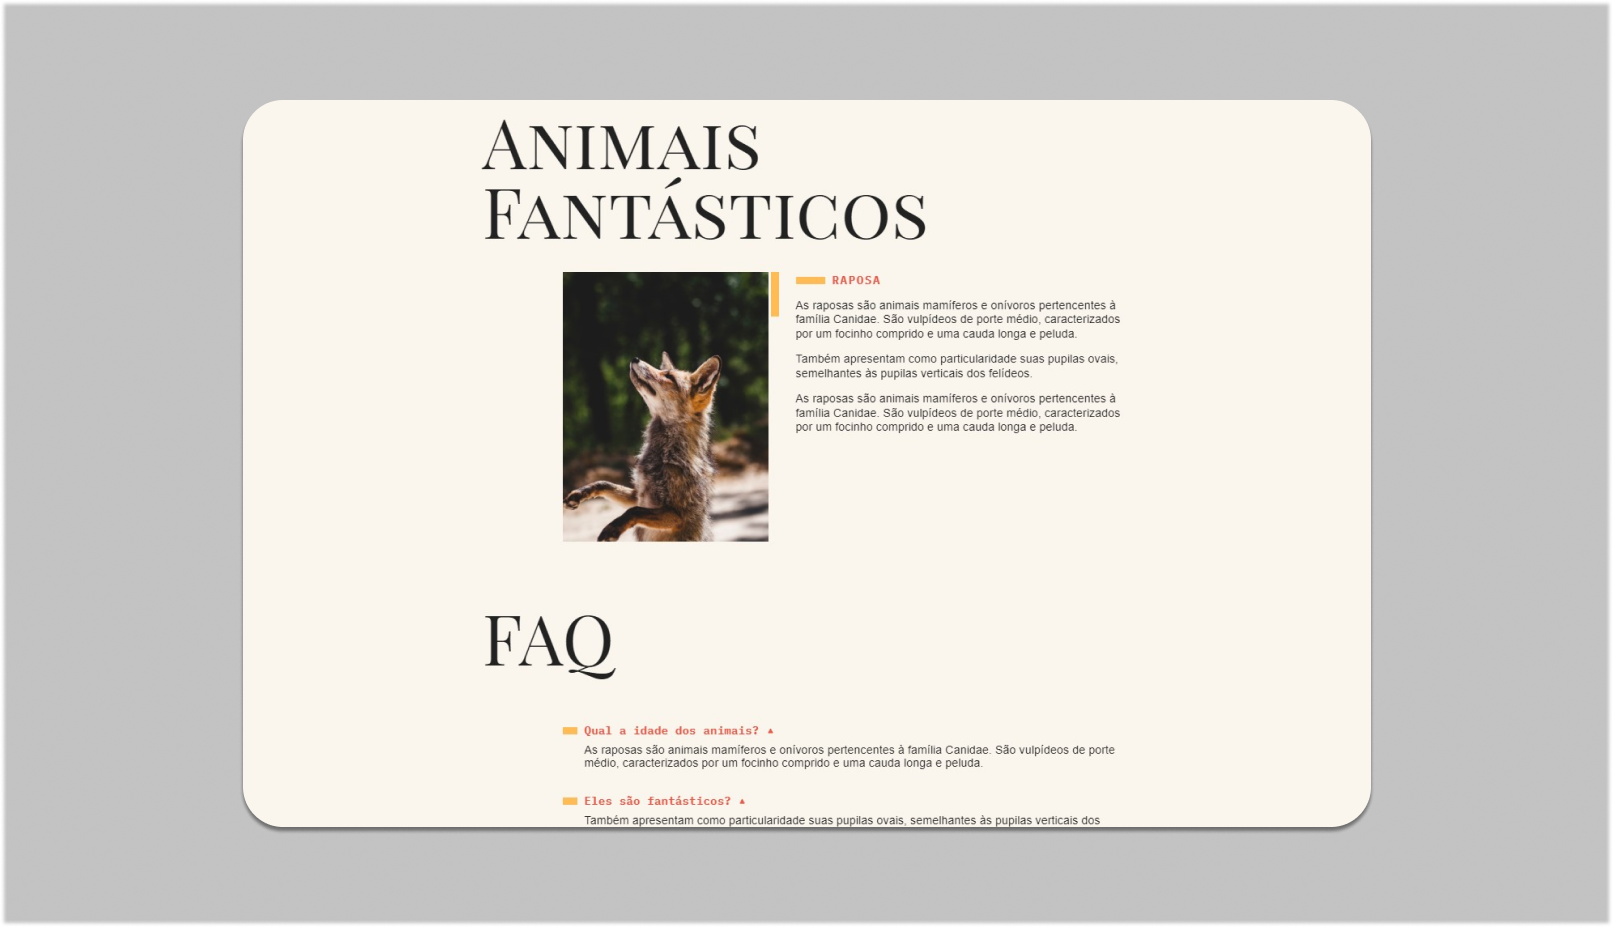 Animais
Fantásticos
RAPOSA
As raposas são animais mamíferos e onívoros pertencentes à
família Canidae. São vulpídeos de porte médio, caracterizados
por um focinho comprido e uma cauda longa e peluda.
Também apresentam como particularidade suas pupilas ovais,
semelhantes às pupilas verticais dos felídeos.
As raposas são animais mamíferos e onívoros pertencentes à
família Canidae. São vulpídeos de porte médio, caracterizados
por um focinho comprido e uma cauda longa e peluda.
FAQ
Qual a idade dos animais? ▴
As raposas são animais mamíferos e onívoros pertencentes à família Canidae. São vulpídeos de porte
médio, caracterizados por um focinho comprido e uma cauda longa e peluda.
Eles são fantásticos? ▴
Também apresentam como particularidade suas pupilas ovais, semelhantes às pupilas verticais dos